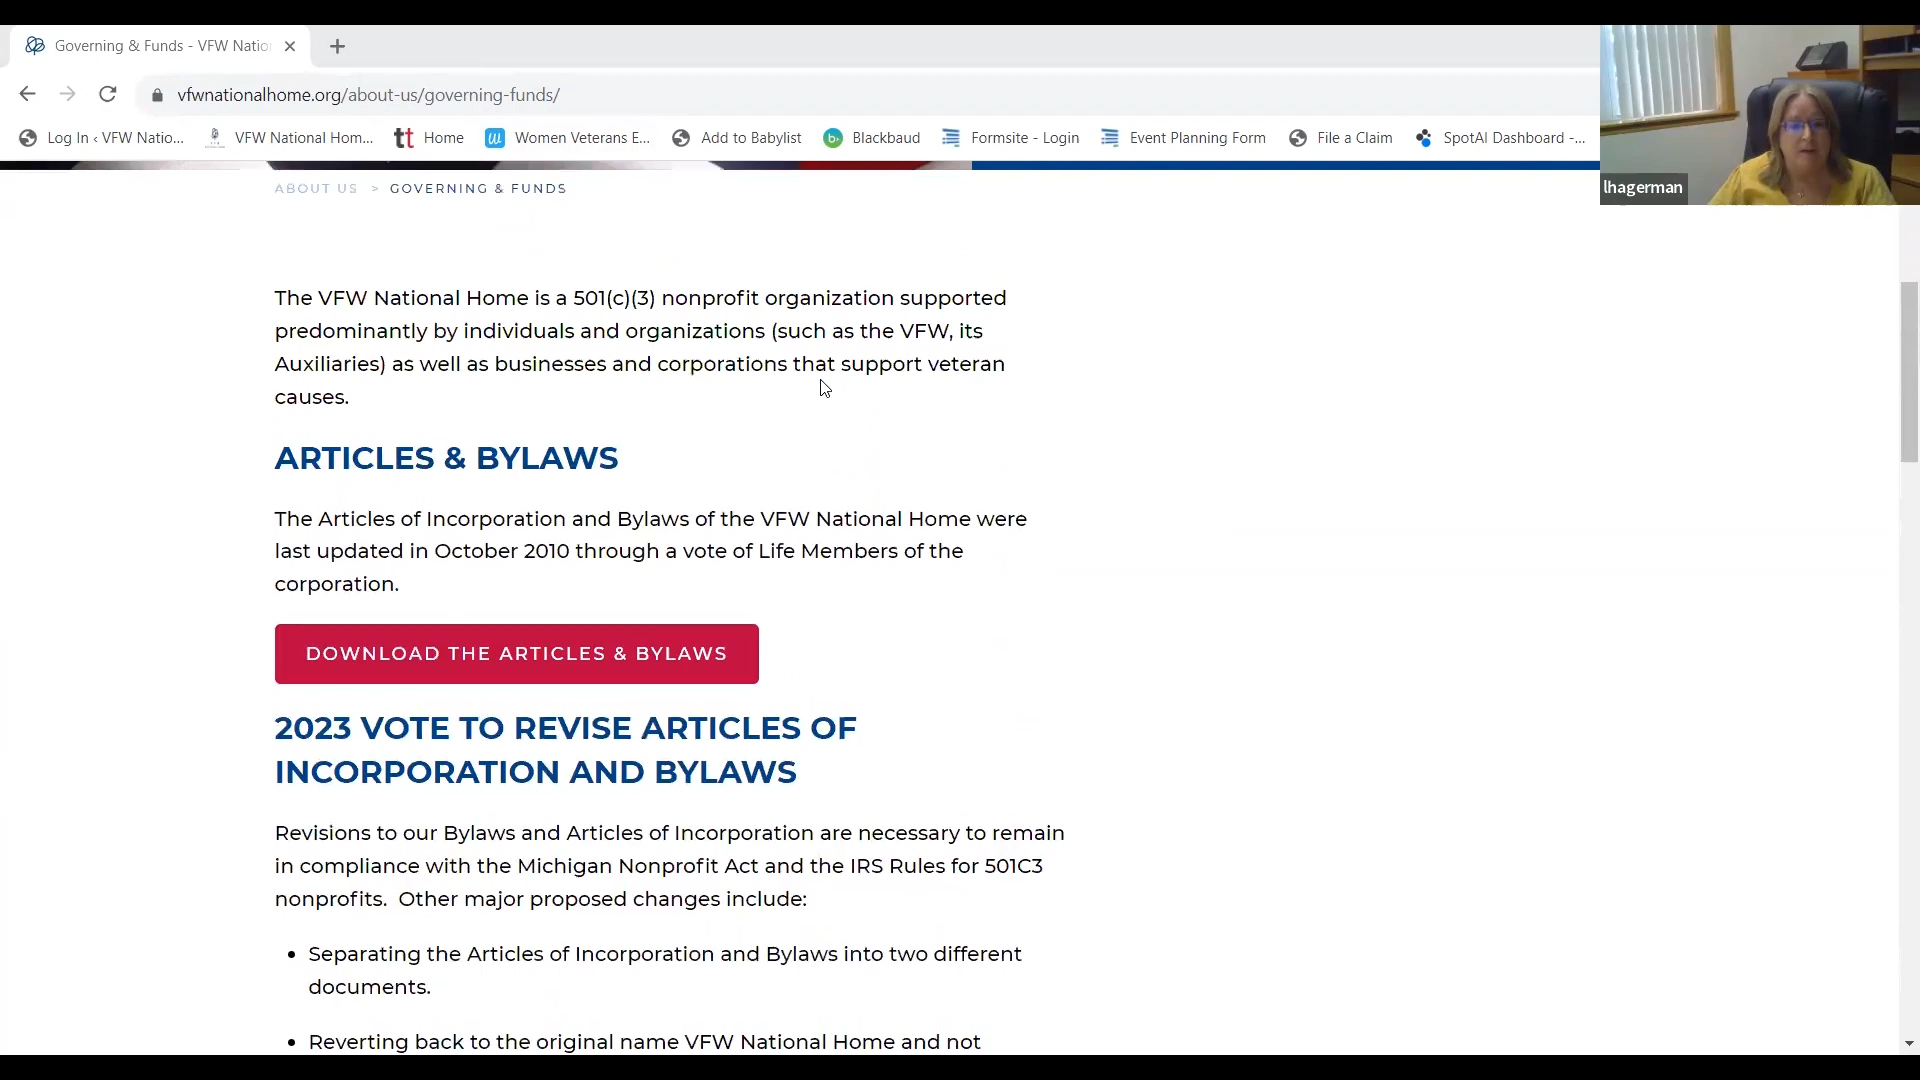 Governing & Funds - VFW Natio
vfwnationalhome.org/about-us/governing-funds/
Log In ‹ VFW Natio... VFW National Hom... tt Home w Women Veterans E... Add to Babylist b Blackbaud Formsite - Login Event Planning Form File a Claim SpotAI Dashboard -...
lhagerman
ABOUT US > GOVERNING & FUNDS
The VFW National Home is a 501(c)(3) nonprofit organization supported
predominantly by individuals and organizations (such as the VFW, its
Auxiliaries) as well as businesses and corporations that support veteran
causes.
ARTICLES & BYLAWS
The Articles of Incorporation and Bylaws of the VFW National Home were
last updated in October 2010 through a vote of Life Members of the
corporation.
DOWNLOAD THE ARTICLES & BYLAWS
2023 VOTE TO REVISE ARTICLES OF
INCORPORATION AND BYLAWS
Revisions to our Bylaws and Articles of Incorporation are necessary to remain
in compliance with the Michigan Nonprofit Act and the IRS Rules for 501C3
nonprofits.  Other major proposed changes include:
• Separating the Articles of Incorporation and Bylaws into two different
documents.
• Reverting back to the original name VFW National Home and not